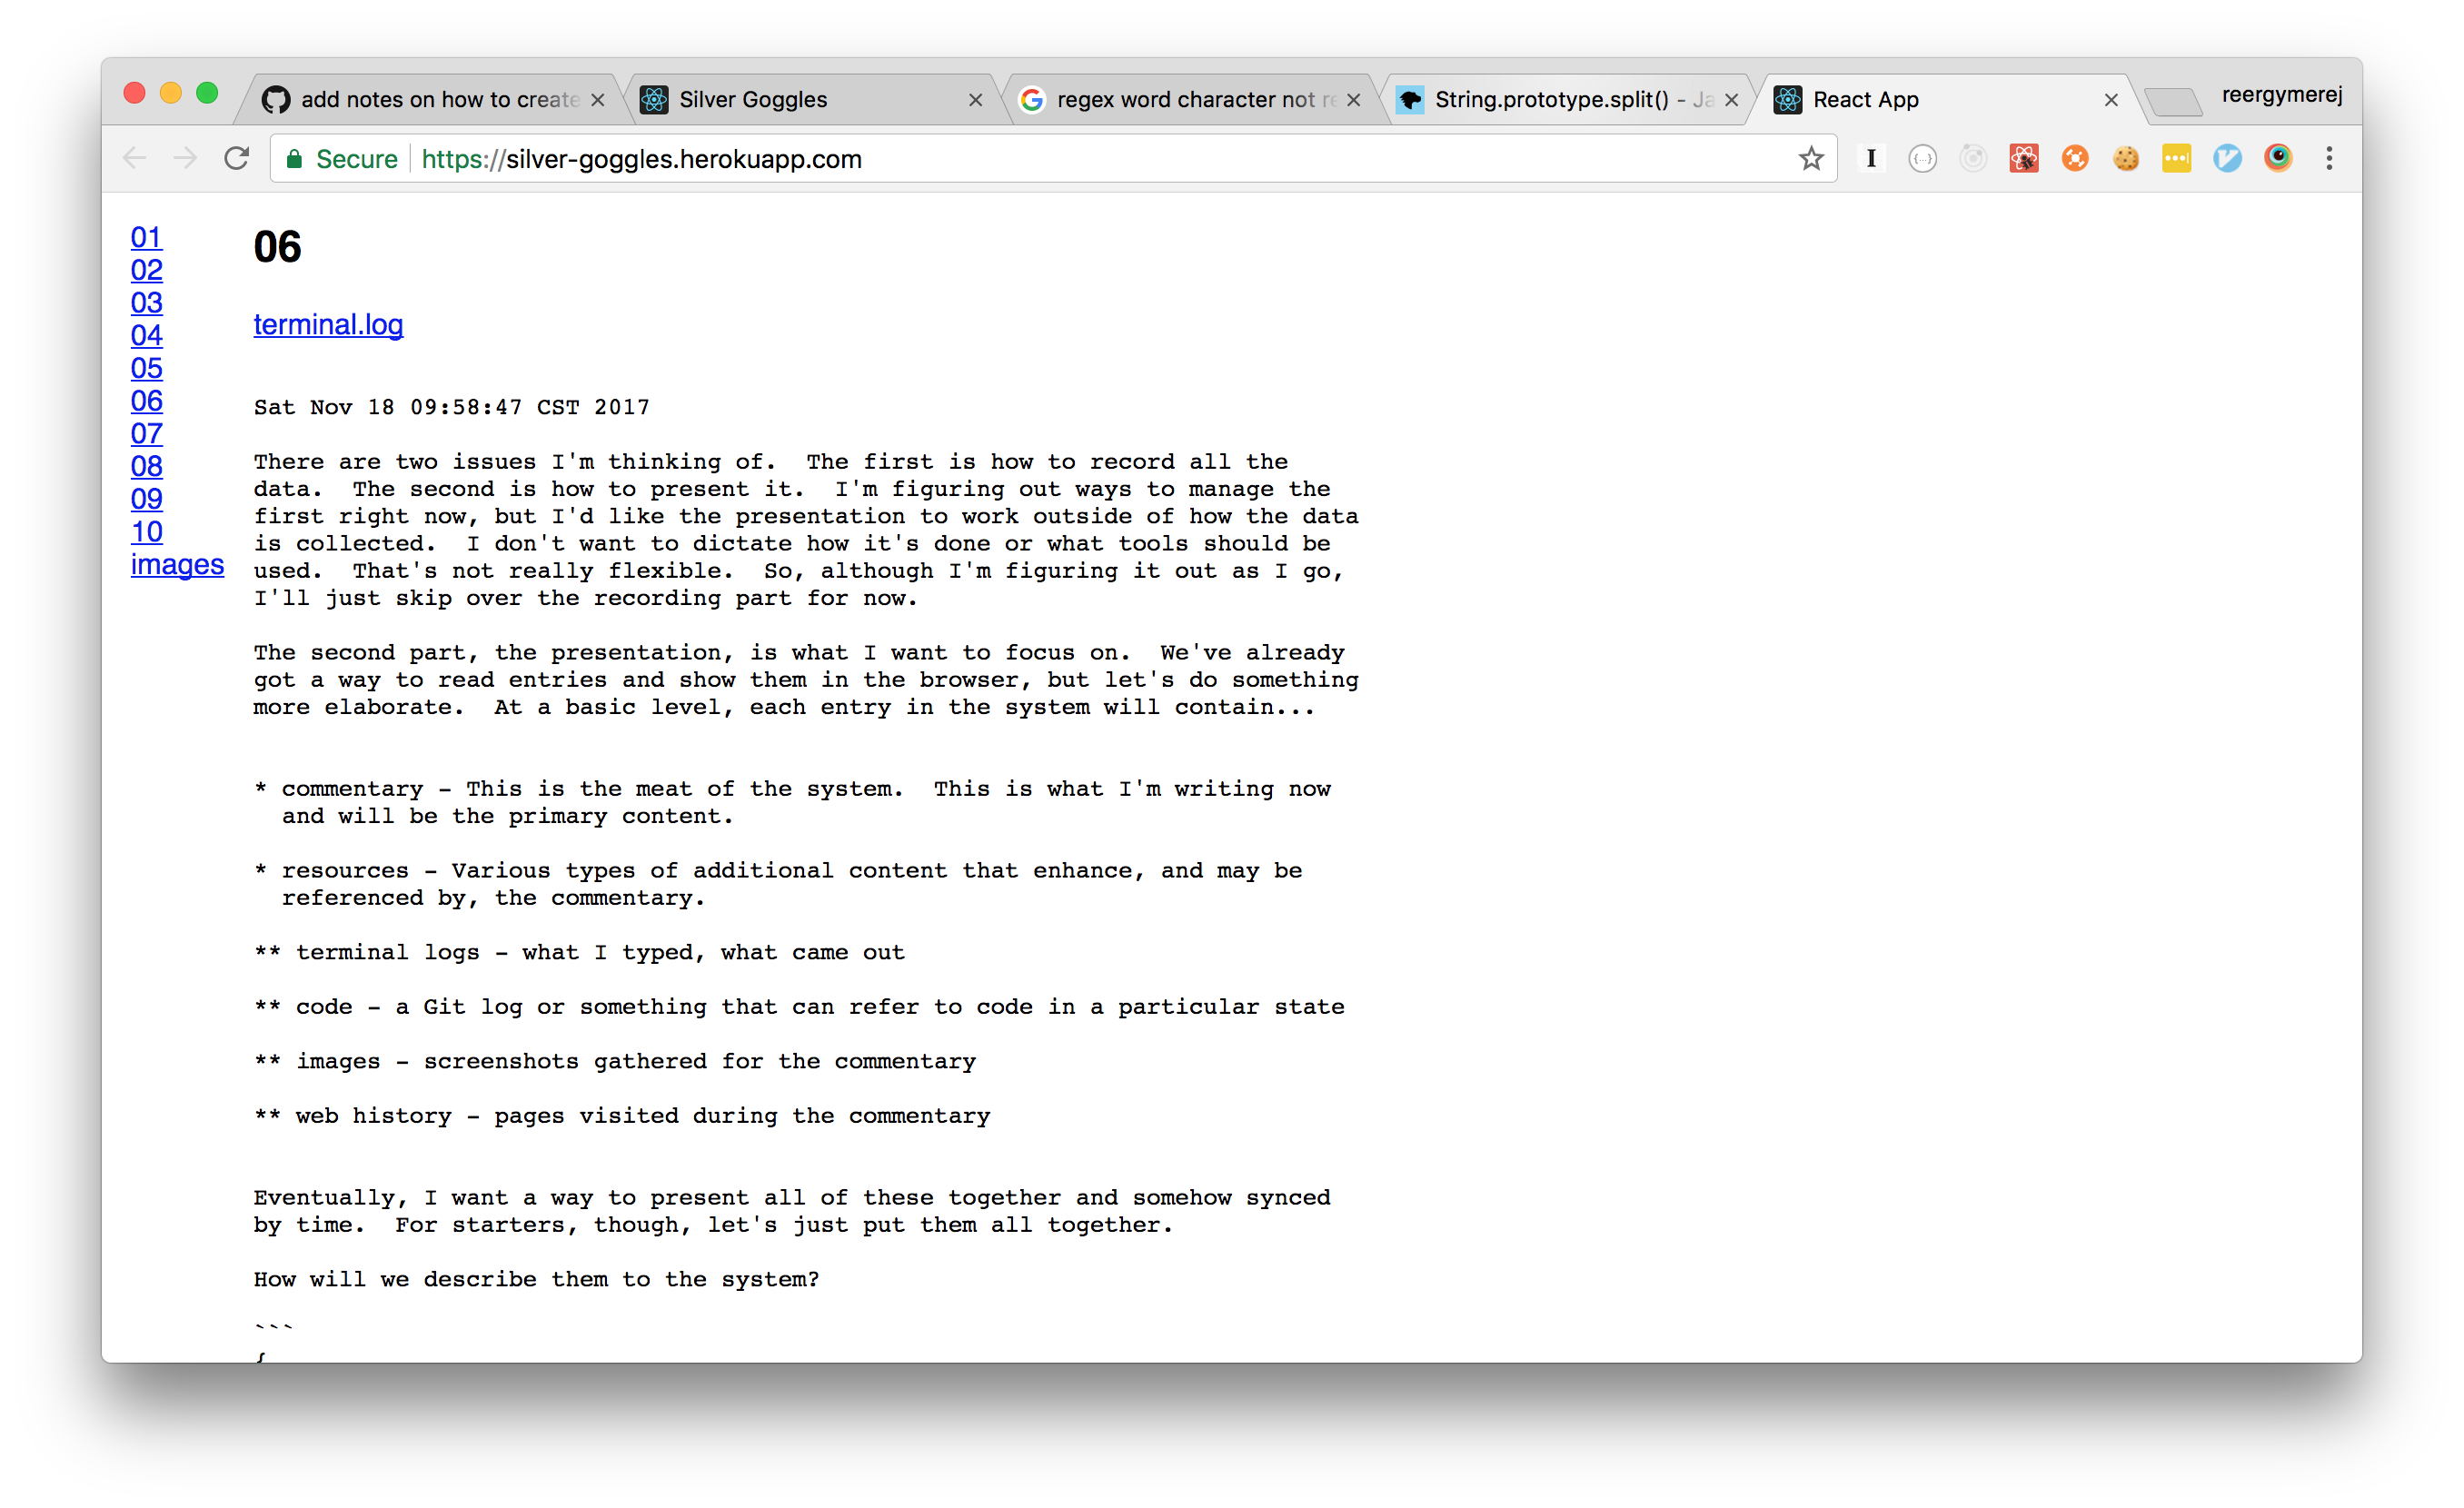 add notes on how to create
Silver Goggles
regex word character not re
String.prototype.split() - Ja
React App
reergymerej
Secure https://silver-goggles.herokuapp.com
01
02
03
04
05
06
07
08
09
10
images
06
terminal.log
Sat Nov 18 09:58:47 CST 2017
There are two issues I'm thinking of.  The first is how to record all the
data.  The second is how to present it.  I'm figuring out ways to manage the
first right now, but I'd like the presentation to work outside of how the data
is collected.  I don't want to dictate how it's done or what tools should be
used.  That's not really flexible.  So, although I'm figuring it out as I go,
I'll just skip over the recording part for now.
The second part, the presentation, is what I want to focus on.  We've already
got a way to read entries and show them in the browser, but let's do something
more elaborate.  At a basic level, each entry in the system will contain...
* commentary - This is the meat of the system.  This is what I'm writing now
and will be the primary content.
* resources - Various types of additional content that enhance, and may be
referenced by, the commentary.
** terminal logs - what I typed, what came out
** code - a Git log or something that can refer to code in a particular state
** images - screenshots gathered for the commentary
** web history - pages visited during the commentary
Eventually, I want a way to present all of these together and somehow synced
by time.  For starters, though, let's just put them all together.
How will we describe them to the system?
```
{